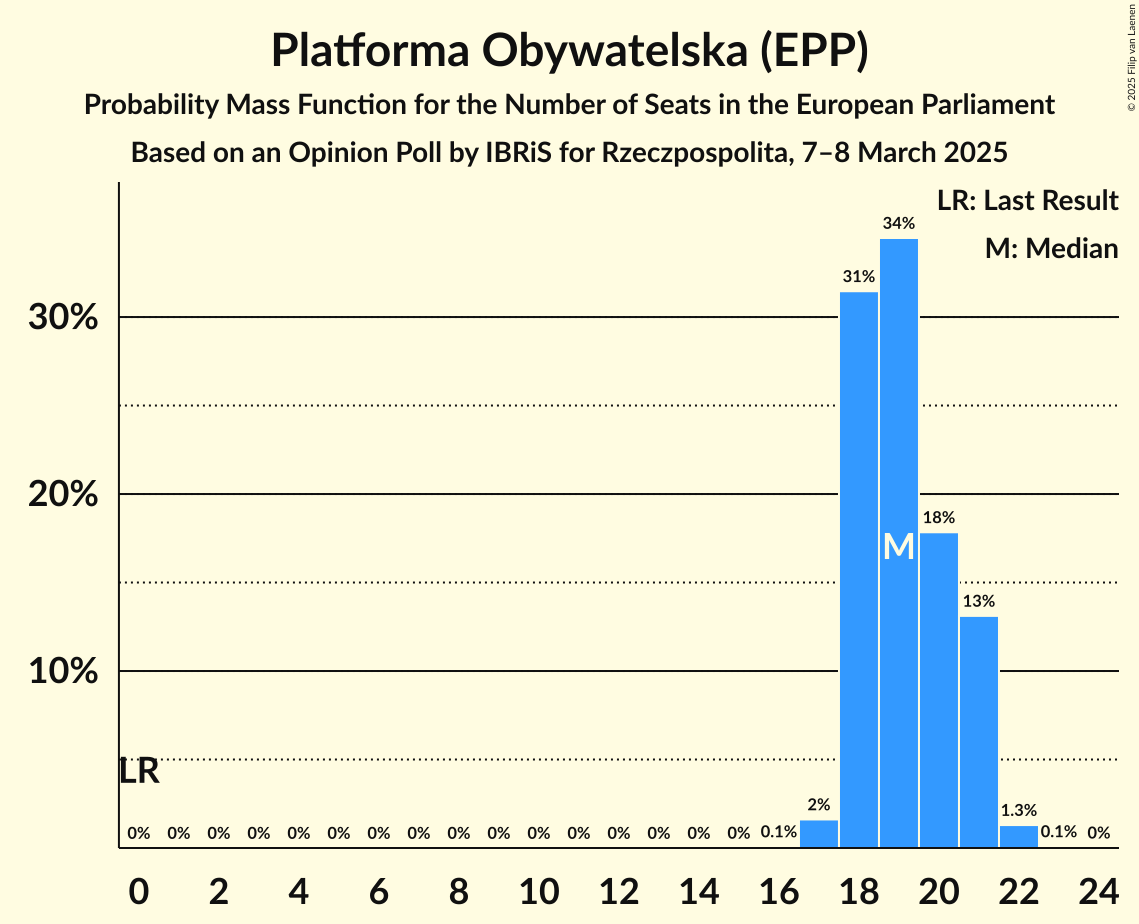 Platforma Obywatelska (EPP)
Probability Mass Function for the Number of Seats in the European Parliament
Based on an Opinion Poll by IBRiS for Rzeczpospolita, 7–8 March 2025
© 2025 Filip van Laenen
LR: Last Result
M: Median
34%
31%
30%
20%
18%
M
13%
10%
LR
0% 0% 0% 0% 0% 0% 0% 0% 0% 0% 0% 0% 0% 0% 0% 0% 0.1% 2% 1.3% 0.1% 0%
0 2 4 6 8 10 12 14 16 18 20 22 24